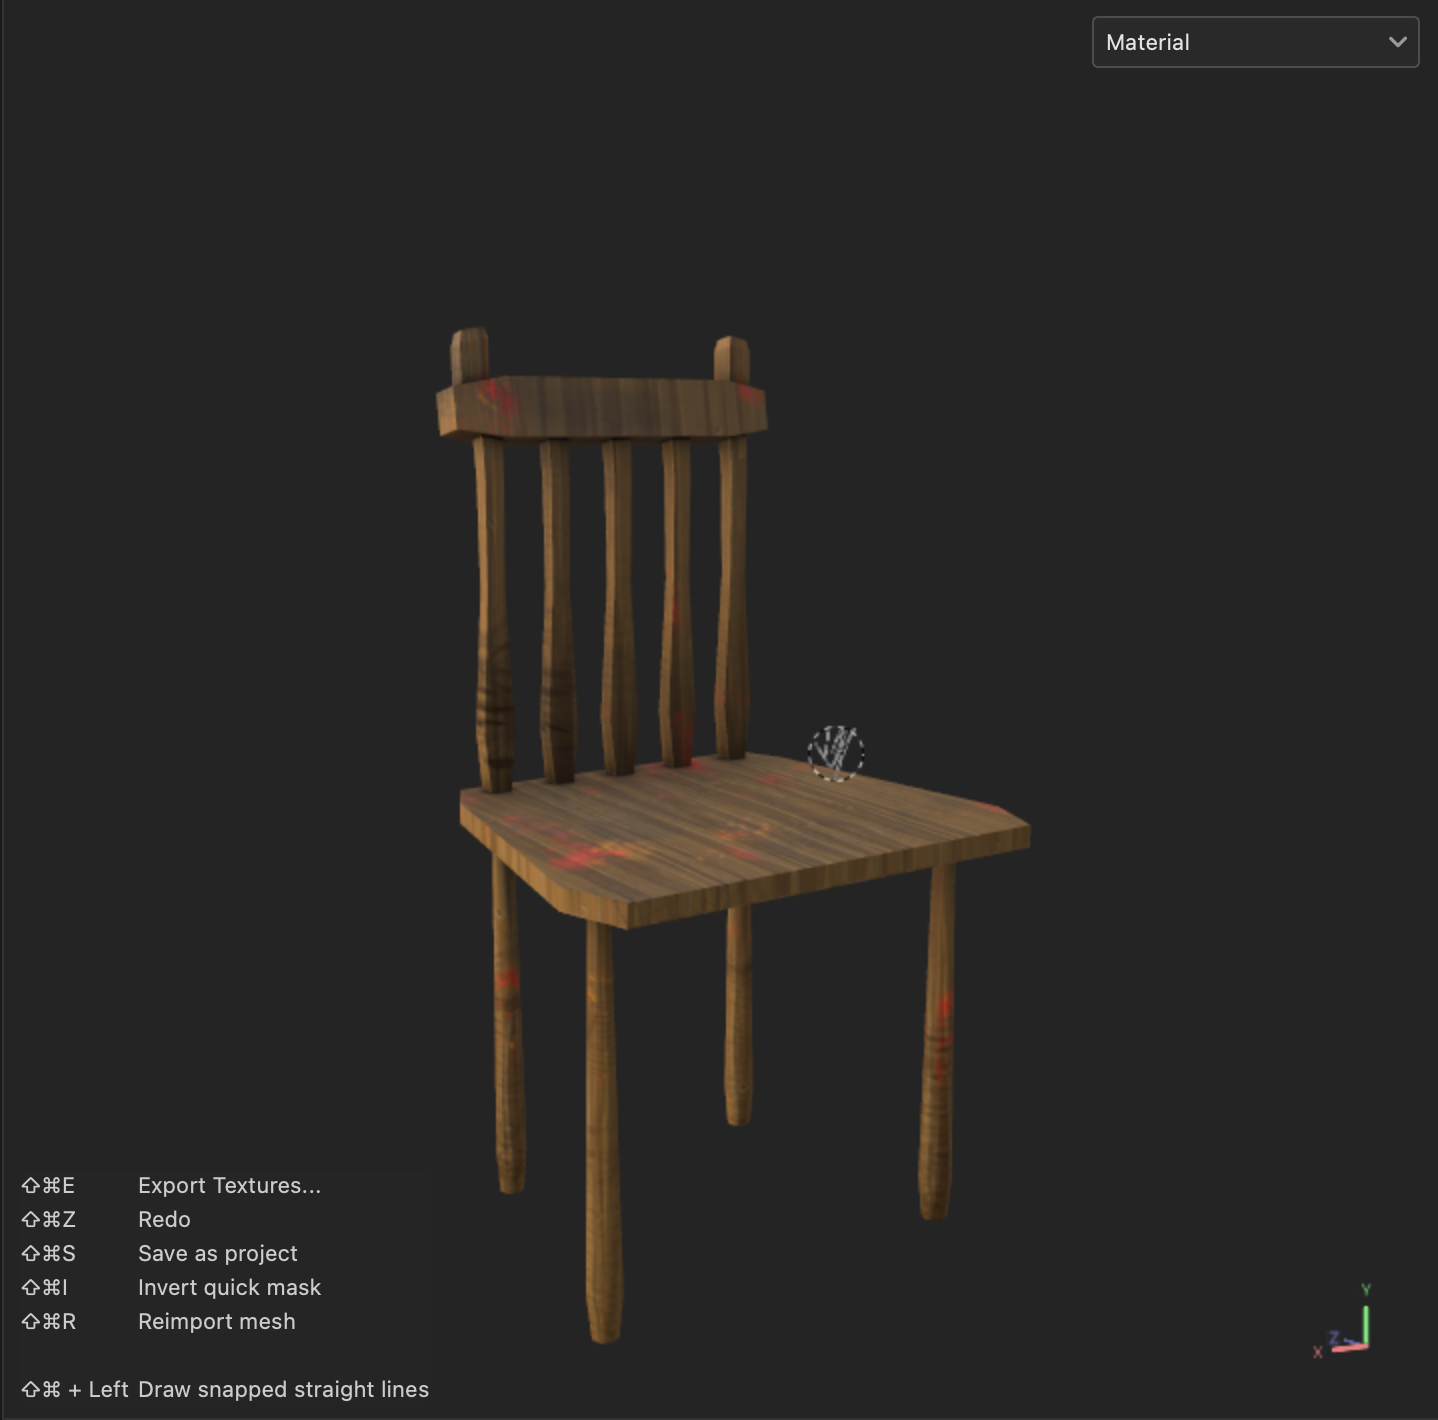 Material
⇧⌘E Export Textures...
⇧⌘Z Redo
⇧⌘S Save as project
⇧⌘I Invert quick mask
⇧⌘R Reimport mesh
⇧⌘ + Left Draw snapped straight lines
Y
Z
X